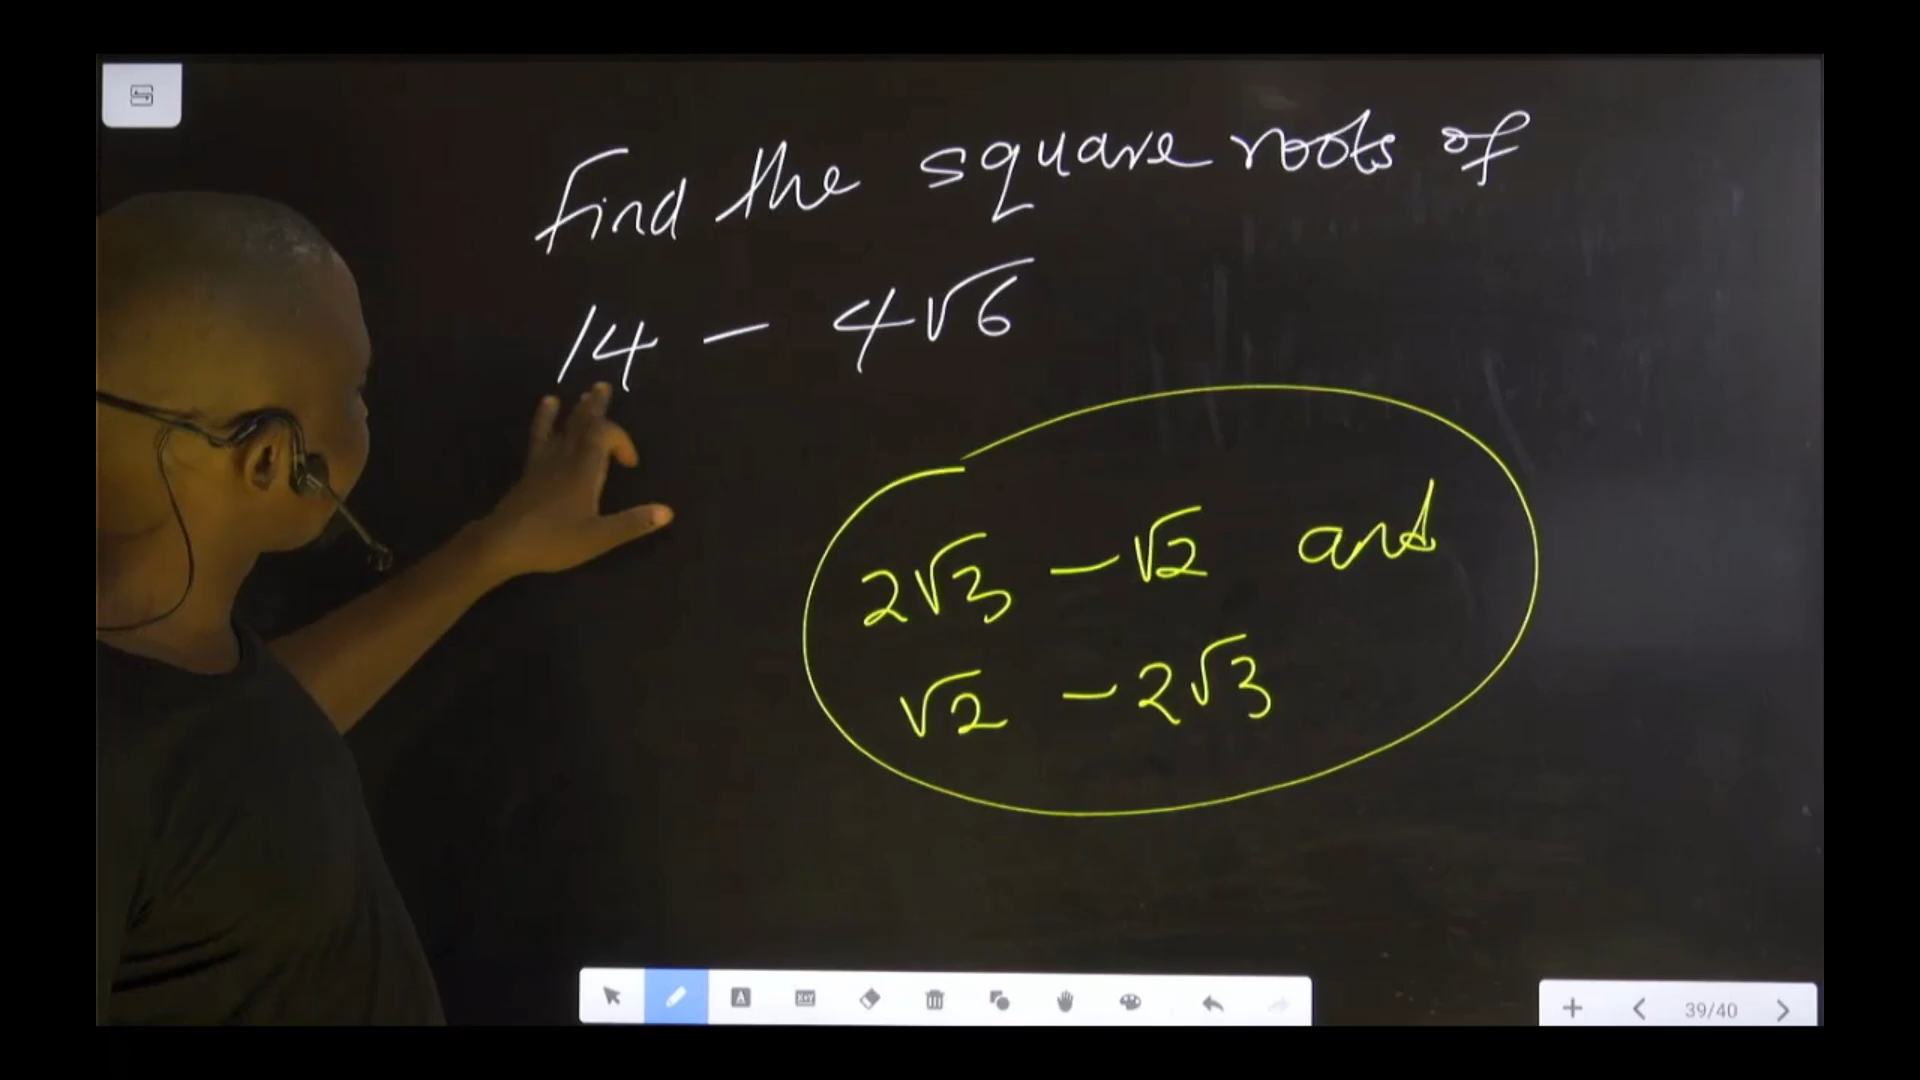 Find the square roots of
14 - 4√6
2√3 - √2 and
√2 - 2√3
39/40